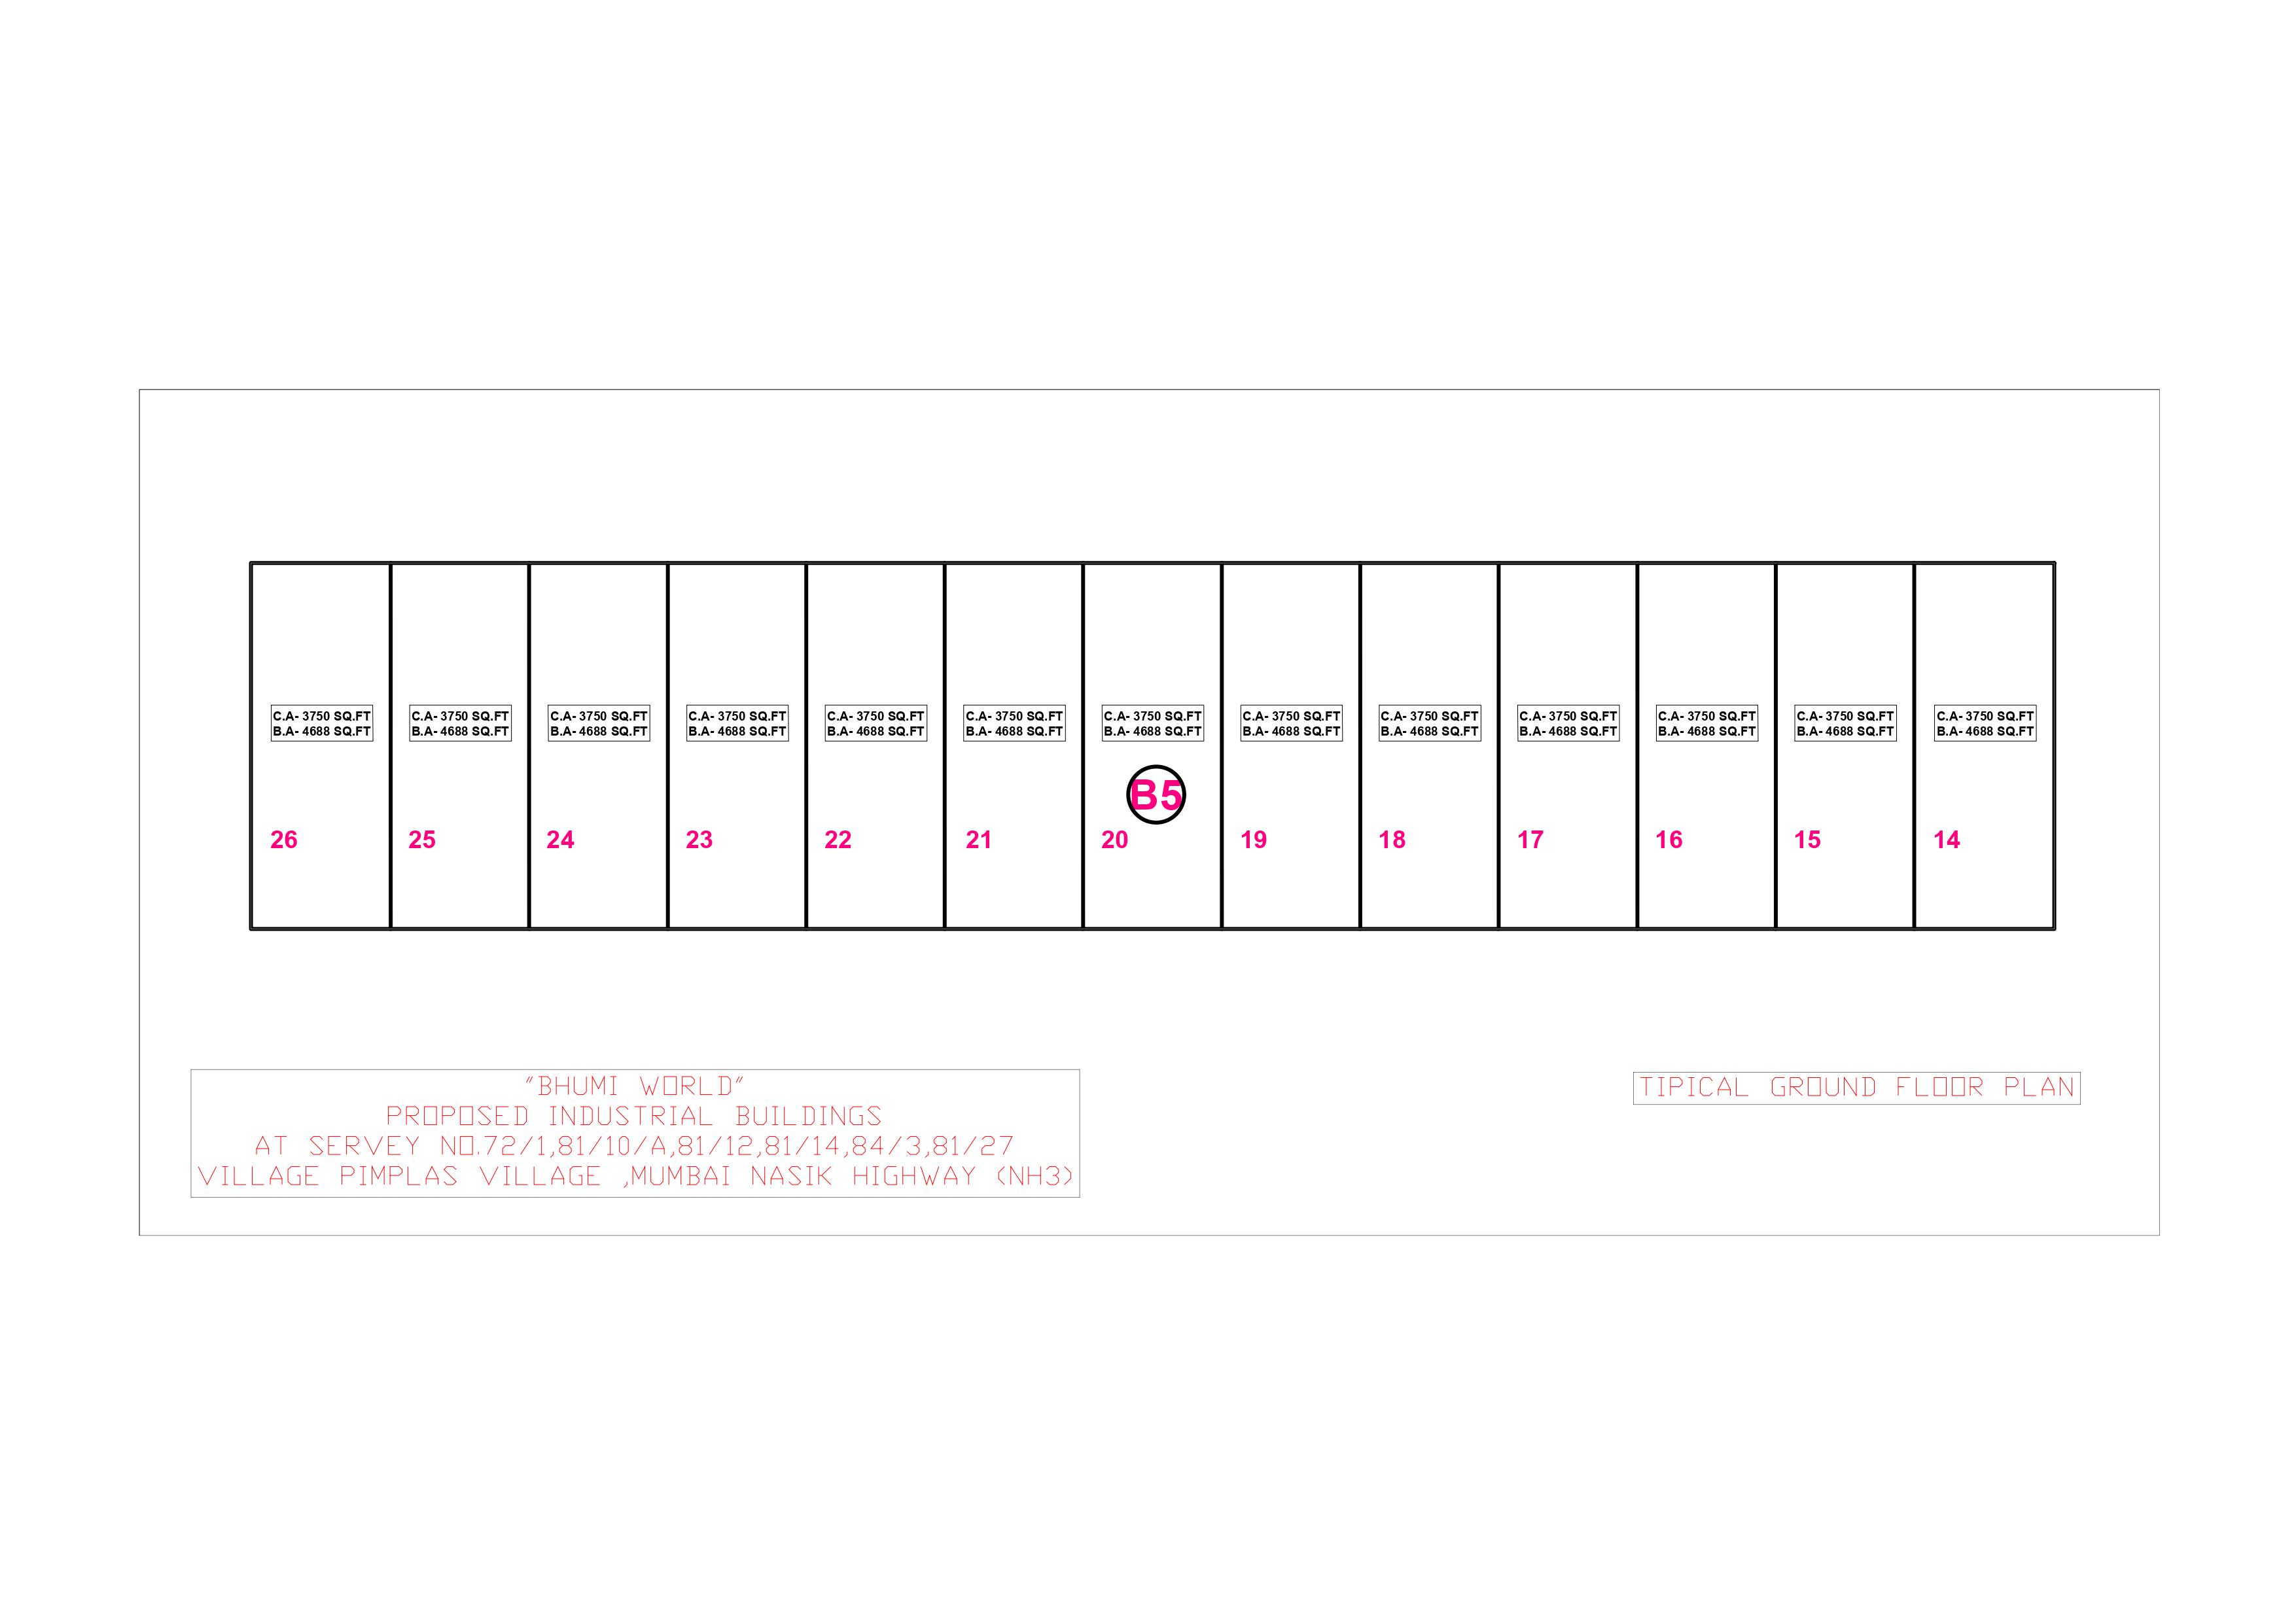 C.A- 3750 SQ.FT
B.A- 4688 SQ.FT
C.A- 3750 SQ.FT
B.A- 4688 SQ.FT
C.A- 3750 SQ.FT
B.A- 4688 SQ.FT
C.A- 3750 SQ.FT
B.A- 4688 SQ.FT
C.A- 3750 SQ.FT
B.A- 4688 SQ.FT
C.A- 3750 SQ.FT
B.A- 4688 SQ.FT
C.A- 3750 SQ.FT
B.A- 4688 SQ.FT
C.A- 3750 SQ.FT
B.A- 4688 SQ.FT
C.A- 3750 SQ.FT
B.A- 4688 SQ.FT
C.A- 3750 SQ.FT
B.A- 4688 SQ.FT
C.A- 3750 SQ.FT
B.A- 4688 SQ.FT
C.A- 3750 SQ.FT
B.A- 4688 SQ.FT
C.A- 3750 SQ.FT
B.A- 4688 SQ.FT
B5
26
25
24
23
22
21
20
19
18
17
16
15
14
"BHUMI WORLD"
PROPOSED INDUSTRIAL BUILDINGS
AT SERVEY NO.72/1,81/10/A,81/12,81/14,84/3,81/27
VILLAGE PIMPLAS VILLAGE ,MUMBAI NASIK HIGHWAY (NH3)
TIPICAL GROUND FLOOR PLAN